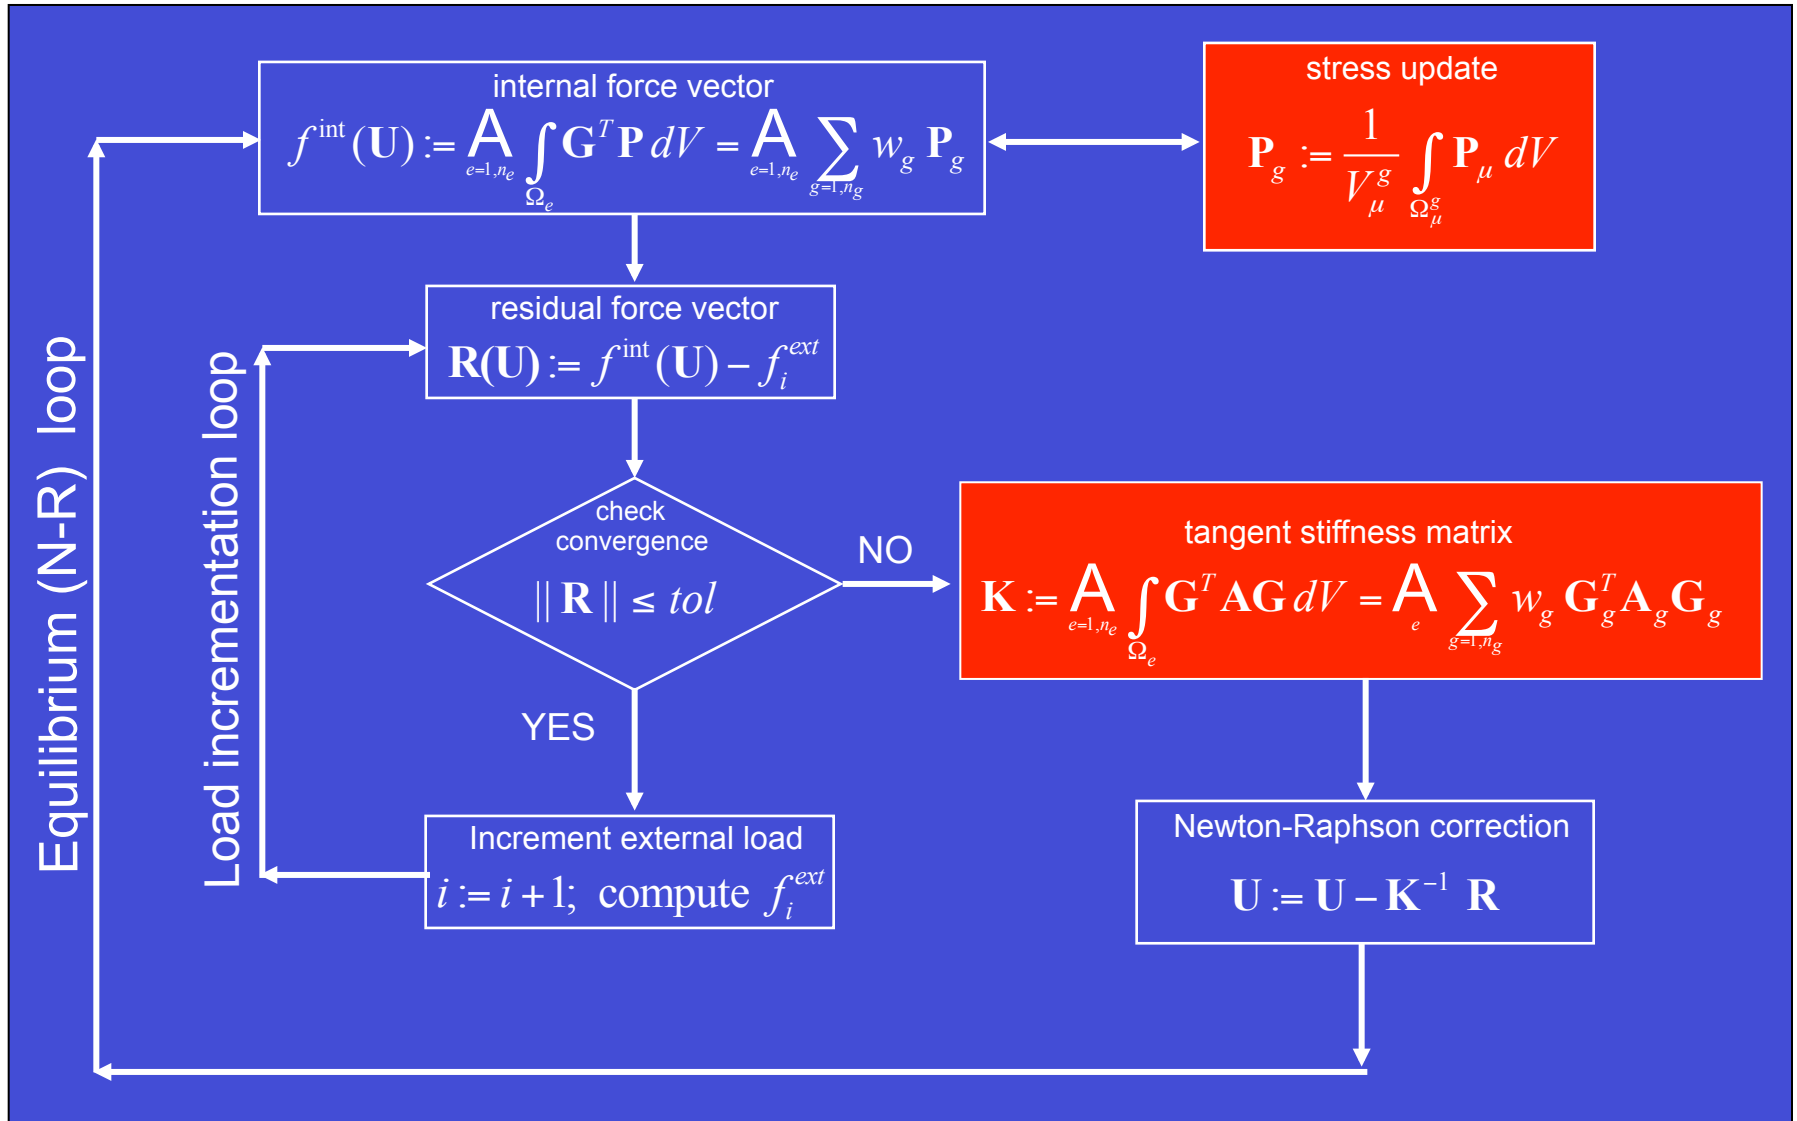 internal force vector
f^int(U) := A_{e=1,n_e} ∫_{Ω_e} G^T P dV = A_{e=1,n_e} ∑_{g=1,n_g} w_g P_g
stress update
P_g := 1/V_μ^g ∫_{Ω_μ^g} P_μ dV
residual force vector
R(U) := f^int(U) − f_i^ext
check
convergence
|| R || ≤ tol
NO
YES
tangent stiffness matrix
K := A_{e=1,n_e} ∫_{Ω_e} G^T AG dV = A_e ∑_{g=1,n_g} w_g G_g^T A_g G_g
Increment external load
i := i + 1; compute f_i^ext
Newton-Raphson correction
U := U − K^{-1} R
Load incrementation loop
Equilibrium (N-R) loop